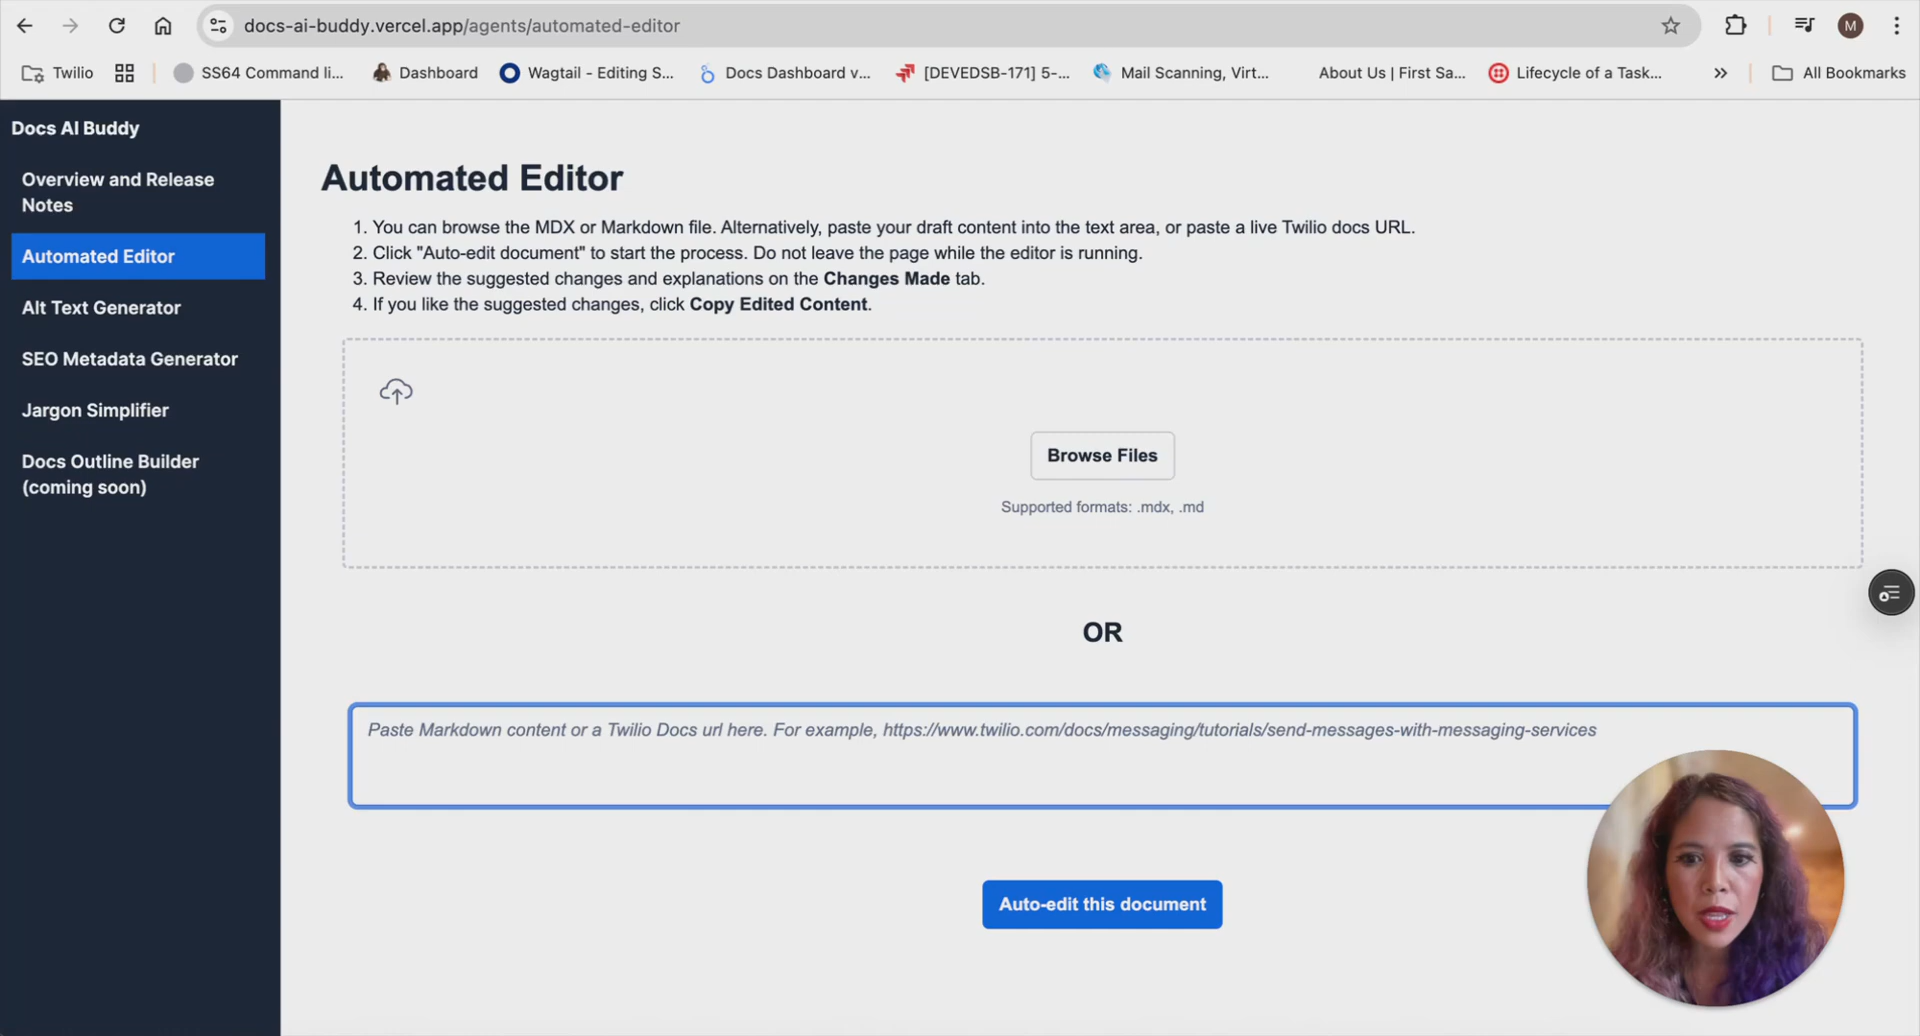 docs-ai-buddy.vercel.app/agents/automated-editor
M
Twilio
SS64 Command li...
Dashboard
Wagtail - Editing S...
Docs Dashboard v...
[DEVEDSB-171] 5-...
Mail Scanning, Virt...
About Us | First Sa...
Lifecycle of a Task...
All Bookmarks
Docs AI Buddy
Overview and Release
Notes
Automated Editor
Alt Text Generator
SEO Metadata Generator
Jargon Simplifier
Docs Outline Builder
(coming soon)
Automated Editor
1. You can browse the MDX or Markdown file. Alternatively, paste your draft content into the text area, or paste a live Twilio docs URL.
2. Click "Auto-edit document" to start the process. Do not leave the page while the editor is running.
3. Review the suggested changes and explanations on the Changes Made tab.
4. If you like the suggested changes, click Copy Edited Content.
Browse Files
Supported formats: .mdx, .md
OR
Paste Markdown content or a Twilio Docs url here. For example, https://www.twilio.com/docs/messaging/tutorials/send-messages-with-messaging-services
Auto-edit this document